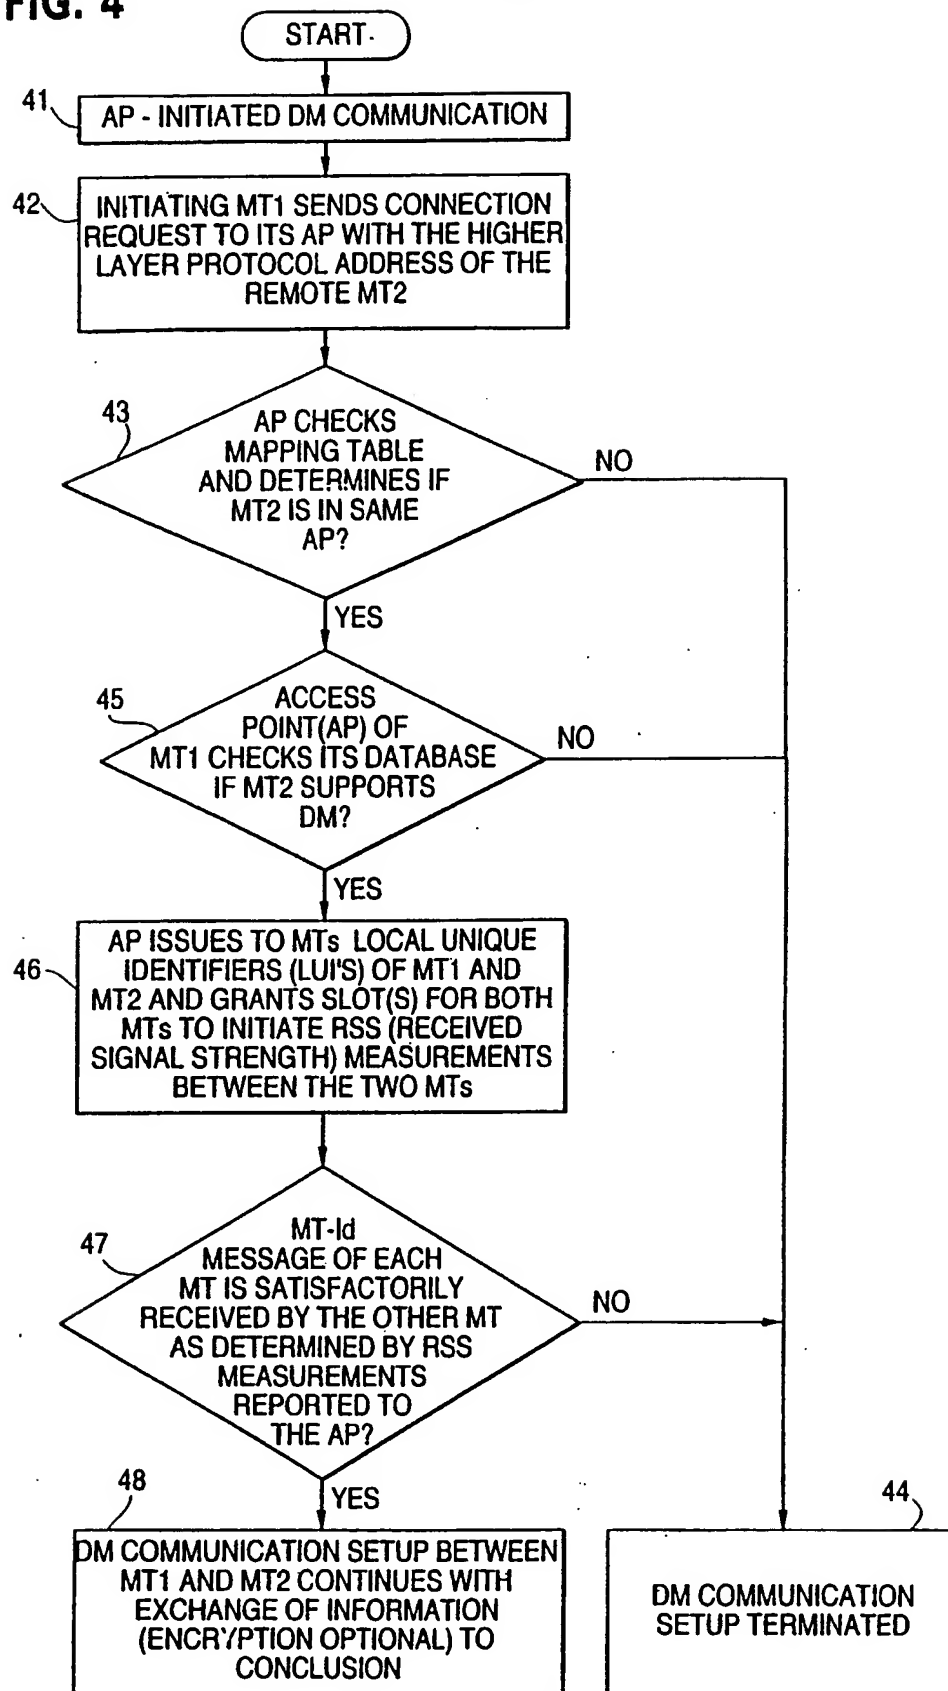 FIG. 4
START
41
AP - INITIATED DM COMMUNICATION
42
INITIATING MT1 SENDS CONNECTION
REQUEST TO ITS AP WITH THE HIGHER
LAYER PROTOCOL ADDRESS OF THE
REMOTE MT2
43
AP CHECKS
MAPPING TABLE
AND DETERMINES IF
MT2 IS IN SAME
AP?
NO
YES
45
ACCESS
POINT(AP) OF
MT1 CHECKS ITS DATABASE
IF MT2 SUPPORTS
DM?
NO
YES
46
AP ISSUES TO MTs LOCAL UNIQUE
IDENTIFIERS (LUI'S) OF MT1 AND
MT2 AND GRANTS SLOT(S) FOR BOTH
MTs TO INITIATE RSS (RECEIVED
SIGNAL STRENGTH) MEASUREMENTS
BETWEEN THE TWO MTs
47
MT-Id
MESSAGE OF EACH
MT IS SATISFACTORILY
RECEIVED BY THE OTHER MT
AS DETERMINED BY RSS
MEASUREMENTS
REPORTED TO
THE AP?
NO
YES
48
DM COMMUNICATION SETUP BETWEEN
MT1 AND MT2 CONTINUES WITH
EXCHANGE OF INFORMATION
(ENCRYPTION OPTIONAL) TO
CONCLUSION
44
DM COMMUNICATION
SETUP TERMINATED